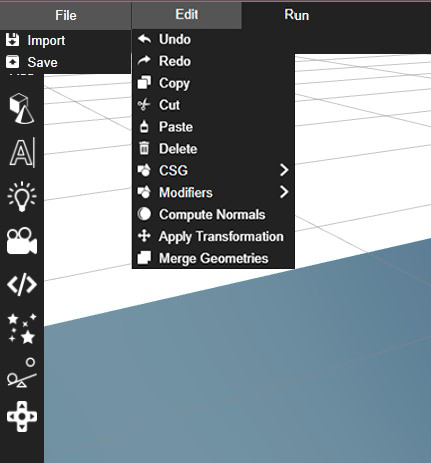 File
Edit
Run
Import
Save
Undo
Redo
Copy
Cut
Paste
Delete
CSG
Modifiers
Compute Normals
Apply Transformation
Merge Geometries
A